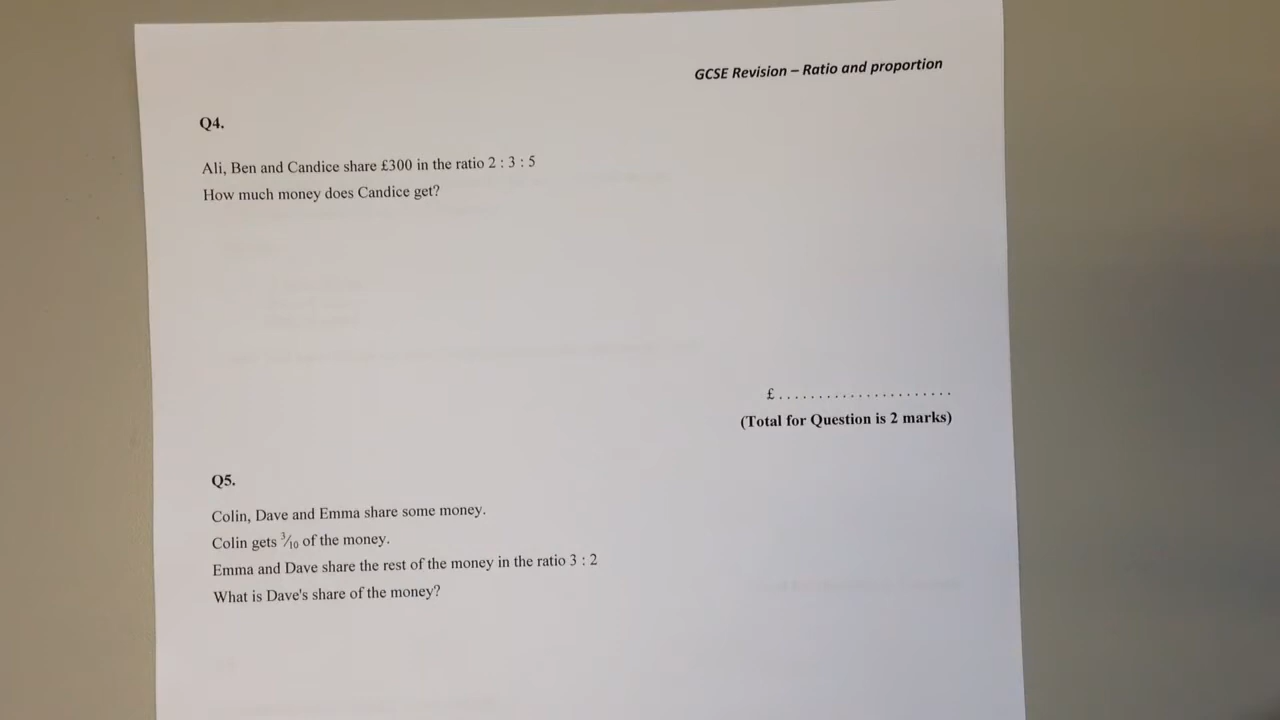 GCSE Revision – Ratio and proportion
Q4.
Ali, Ben and Candice share £300 in the ratio 2 : 3 : 5
How much money does Candice get?
£ . . . . . . . . . . . . . . . . . . . . . .
(Total for Question is 2 marks)
Q5.
Colin, Dave and Emma share some money.
Colin gets 3/10 of the money.
Emma and Dave share the rest of the money in the ratio 3 : 2
What is Dave's share of the money?